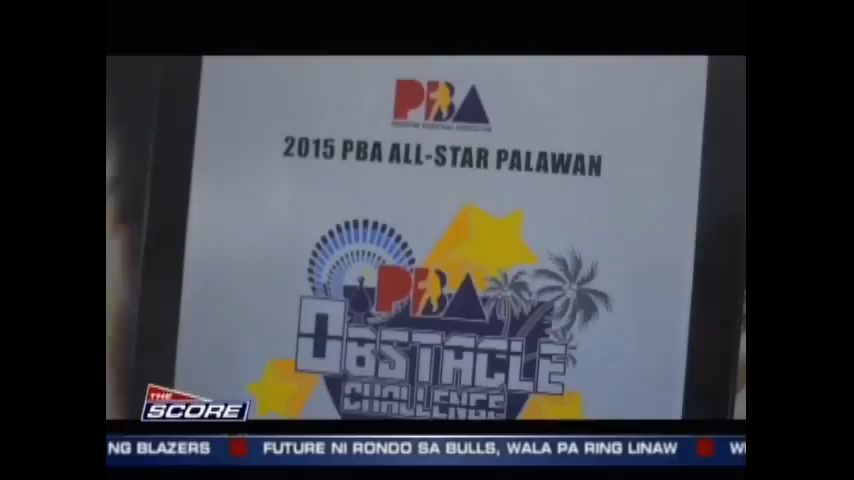 PBA
2015 PBA ALL-STAR PALAWAN
PBA
OBSTACLE
CHALLENGE
THE
SCORE
NG BLAZERS
FUTURE NI RONDO SA BULLS, WALA PA RING LINAW